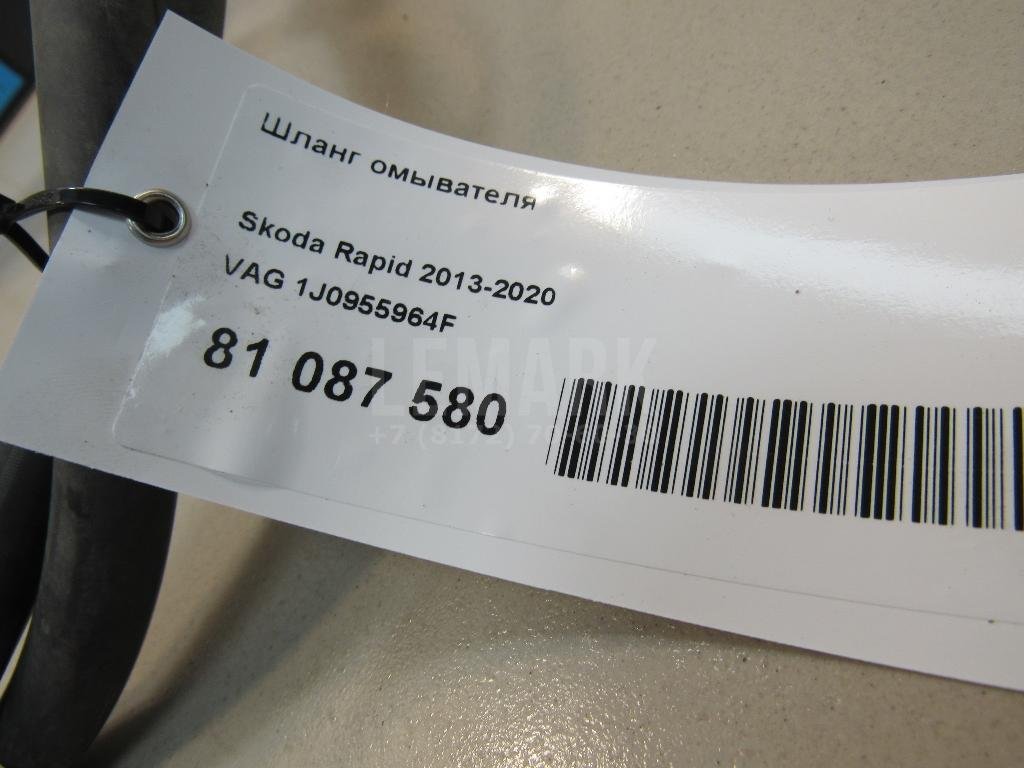 Шланг омывателя
Skoda Rapid 2013-2020
VAG 1J0955964F
81 087 580
LEMARK